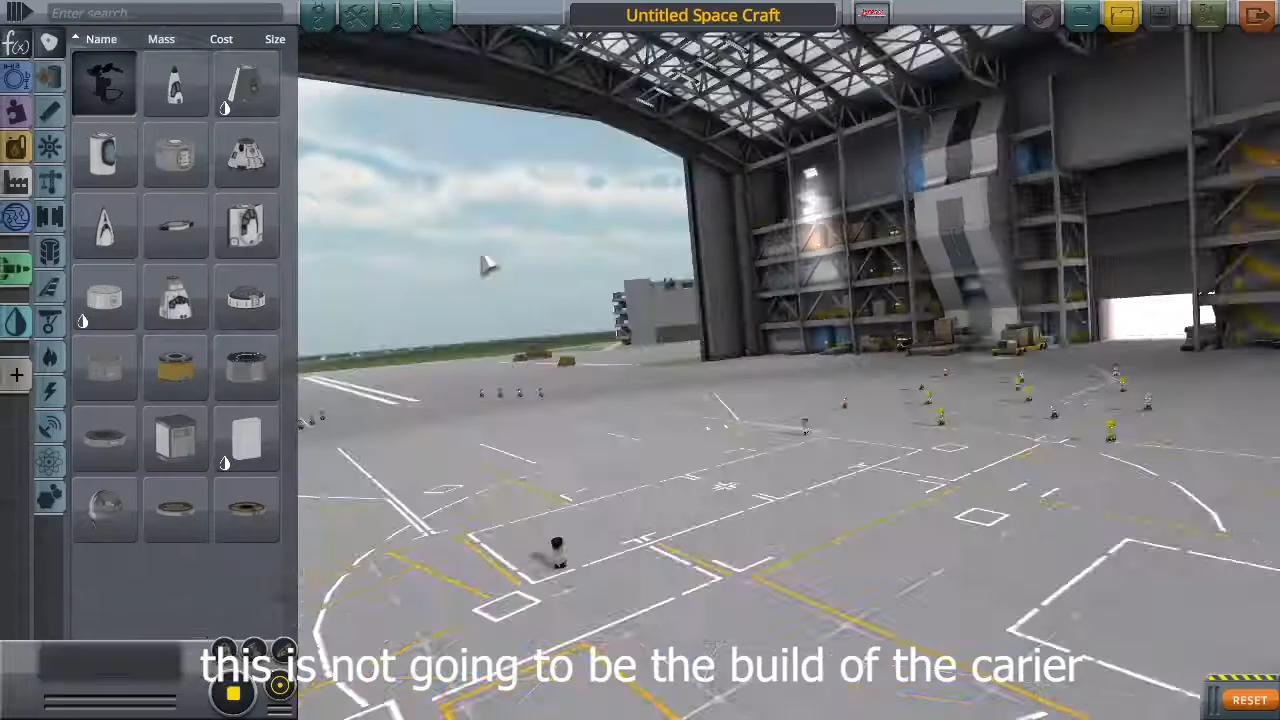 Enter search...
Untitled Space Craft
f(x)
Name Mass Cost Size
this is not going to be the build of the carier
RESET